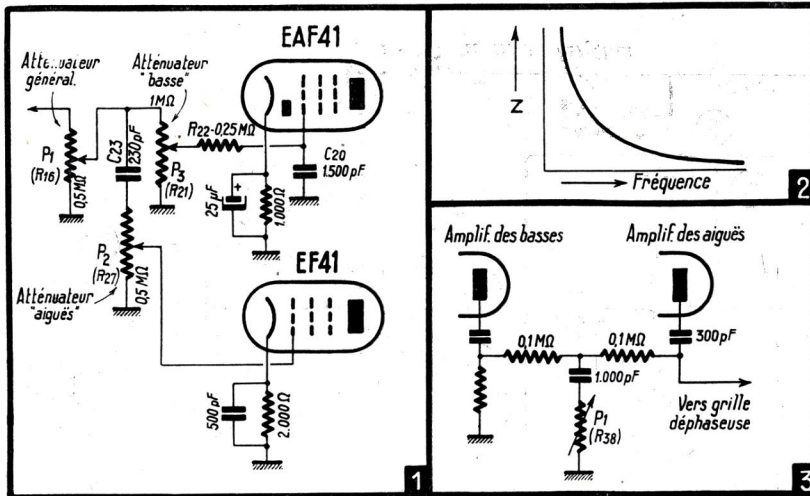 EAF41
Atténuateur
général.
Atténuateur
"basse"
1MΩ
R22-0,25MΩ
C23
230pF
P1
(R16)
0,5MΩ
P3
(R21)
C20
1.500pF
+
25µF
1.000Ω
P2
(R27)
0,5MΩ
Atténuateur
"aiguës"
EF41
500pF
2.000Ω
1
Z
Fréquence
2
Amplif. des basses
Amplif. des aiguës
0,1MΩ
0,1MΩ
300pF
1.000pF
P1
(R38)
Vers grille
déphaseuse
3